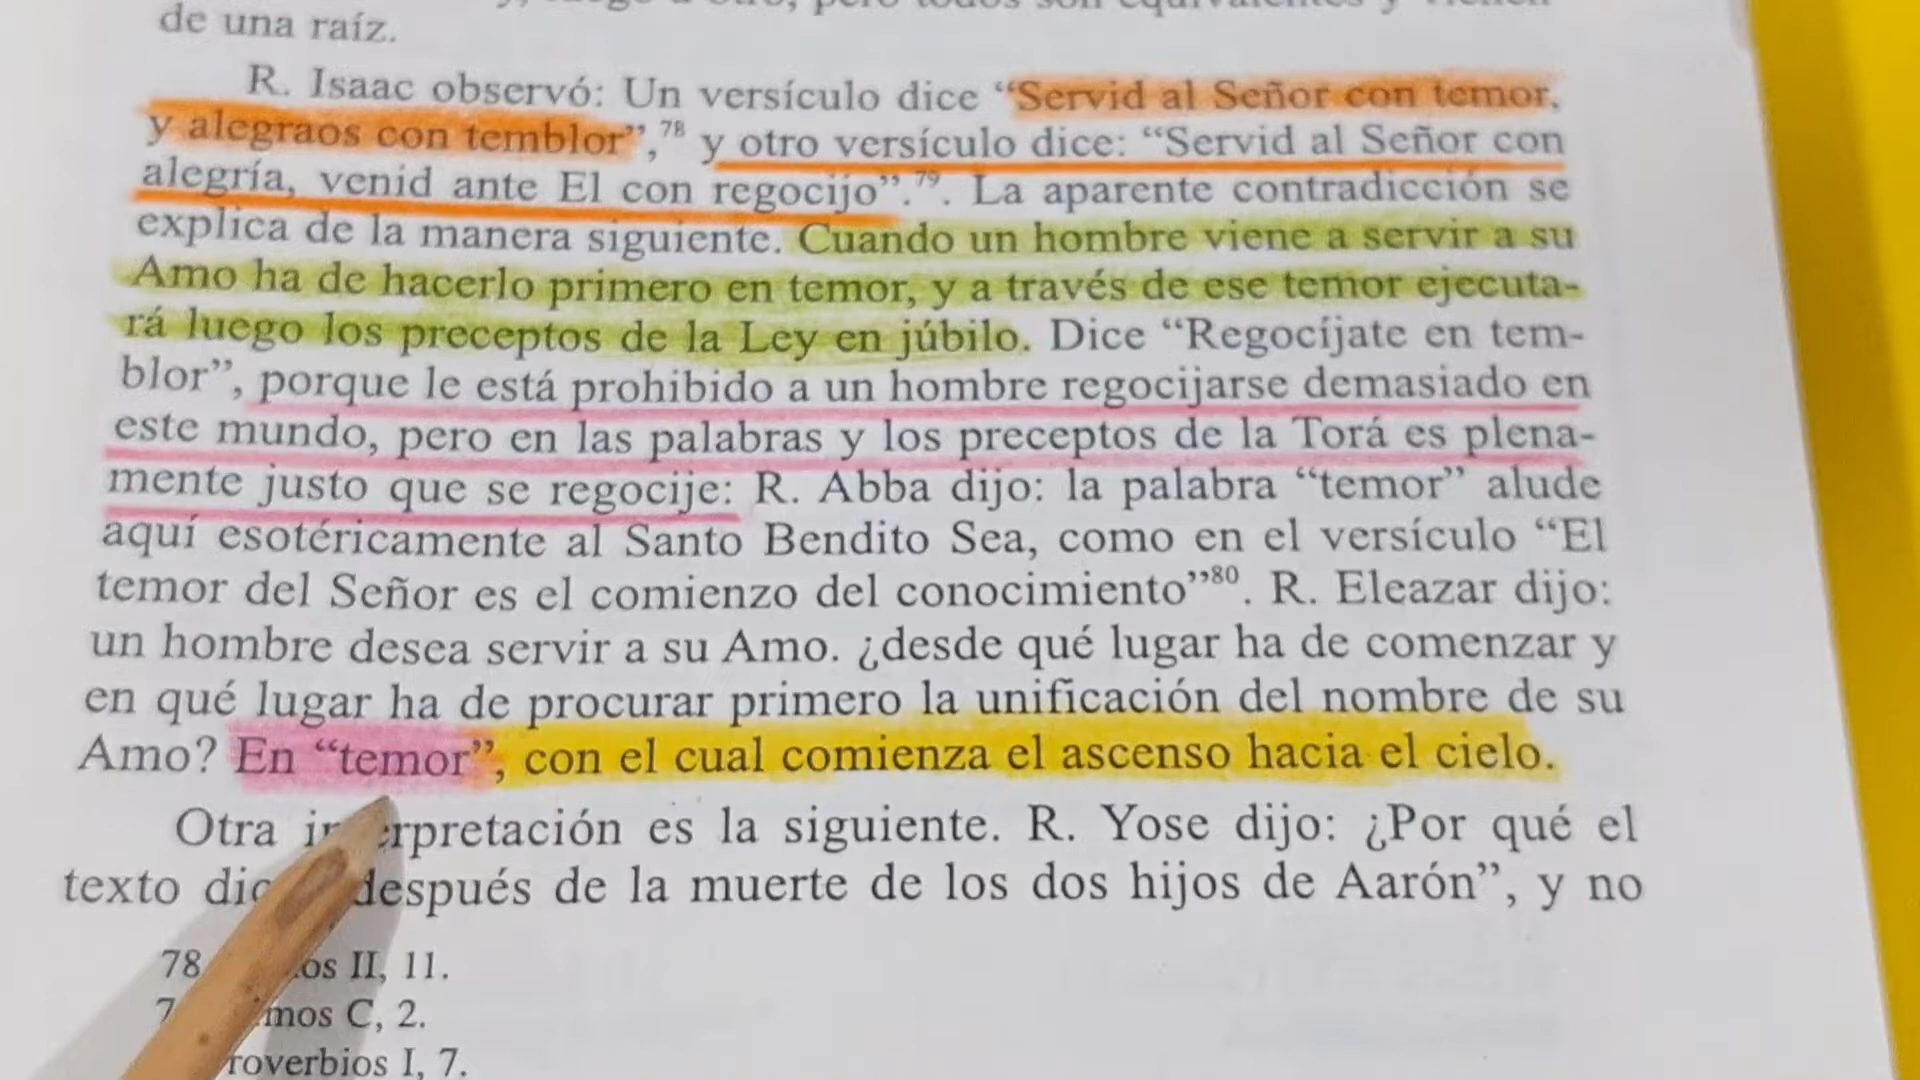 de una raíz.
R. Isaac observó: Un versículo dice “Servid al Señor con temor,
y alegraos con temblor”,78 y otro versículo dice: “Servid al Señor con
alegría, venid ante El con regocijo”.79. La aparente contradicción se
explica de la manera siguiente. Cuando un hombre viene a servir a su
Amo ha de hacerlo primero en temor, y a través de ese temor ejecuta-
rá luego los preceptos de la Ley en júbilo. Dice “Regocíjate en tem-
blor”, porque le está prohibido a un hombre regocijarse demasiado en
este mundo, pero en las palabras y los preceptos de la Torá es plena-
mente justo que se regocije: R. Abba dijo: la palabra “temor” alude
aquí esotéricamente al Santo Bendito Sea, como en el versículo “El
temor del Señor es el comienzo del conocimiento”80. R. Eleazar dijo:
un hombre desea servir a su Amo. ¿desde qué lugar ha de comenzar y
en qué lugar ha de procurar primero la unificación del nombre de su
Amo? En “temor”, con el cual comienza el ascenso hacia el cielo.
Otra es la siguiente. R. Yose dijo: ¿Por qué el
texto después de la muerte de los dos hijos de Aarón”, y no
78 II, 11.
C, 2.
I, 7.